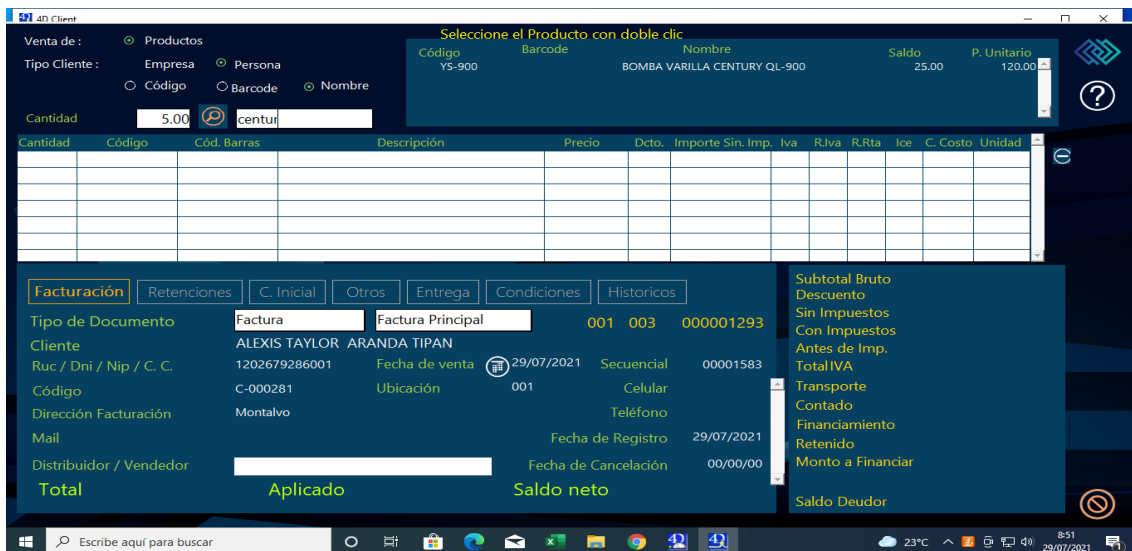 4D Client
Venta de : Productos
Tipo Cliente : Empresa Persona
Código Barcode Nombre
Cantidad 5.00 centur
Seleccione el Producto con doble clic
Código Barcode Nombre Saldo P. Unitario
YS-900 BOMBA VARILLA CENTURY QL-900 25.00 120.00
?
Cantidad Código Cód. Barras Descripción Precio Dcto. Importe Sin. Imp. Iva R.Iva R.Rta Ice C. Costo Unidad
Facturación Retenciones C. Inicial Otros Entrega Condiciones Historicos
Tipo de Documento Factura Factura Principal 001 003 000001293
Cliente ALEXIS TAYLOR ARANDA TIPAN
Ruc / Dni / Nip / C. C. 1202679286001 Fecha de venta 29/07/2021 Secuencial 00001583
Código C-000281 Ubicación 001 Celular
Dirección Facturación Montalvo Teléfono
Mail Fecha de Registro 29/07/2021
Distribuidor / Vendedor Fecha de Cancelación 00/00/00
Total Aplicado Saldo neto
Subtotal Bruto
Descuento
Sin Impuestos
Con Impuestos
Antes de Imp.
Total IVA
Transporte
Contado
Financiamiento
Retenido
Monto a Financiar
Saldo Deudor
Escribe aquí para buscar
23°C
8:51
29/07/2021